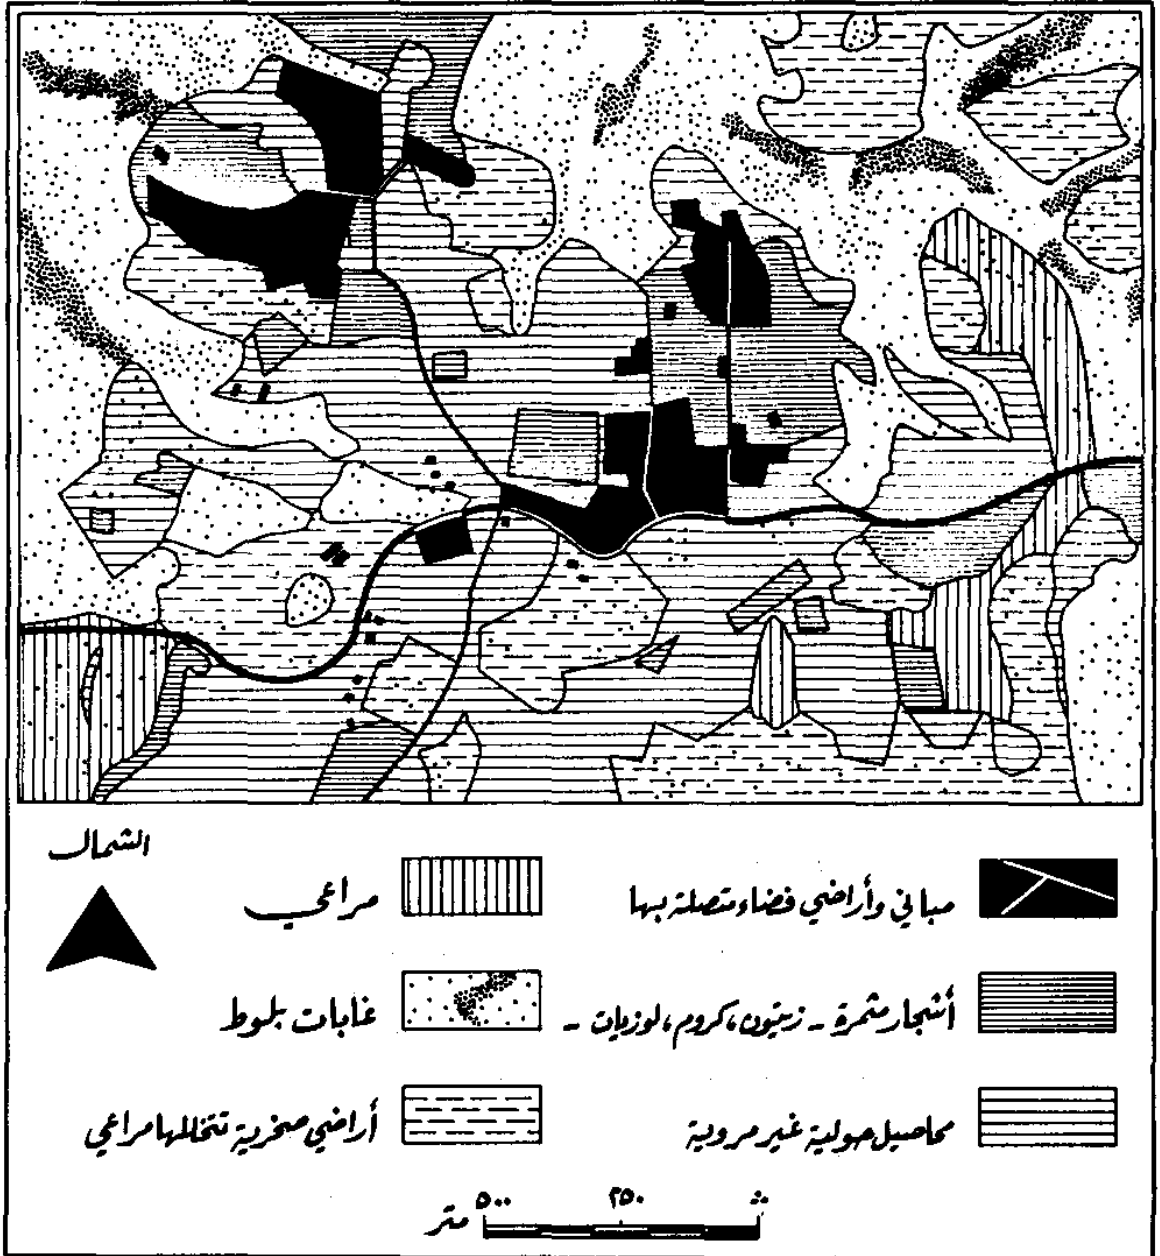 الشمال
مباني وأراضي فضاء متصلة بها
مراعي
أشجار مثمرة - زيتون، كروم، لوزيات -
غابات بلوط
محاصيل حولية غير مروية
أراضي صخرية تتخللها مراعي
٥٠٠ ٢٥٠
متر